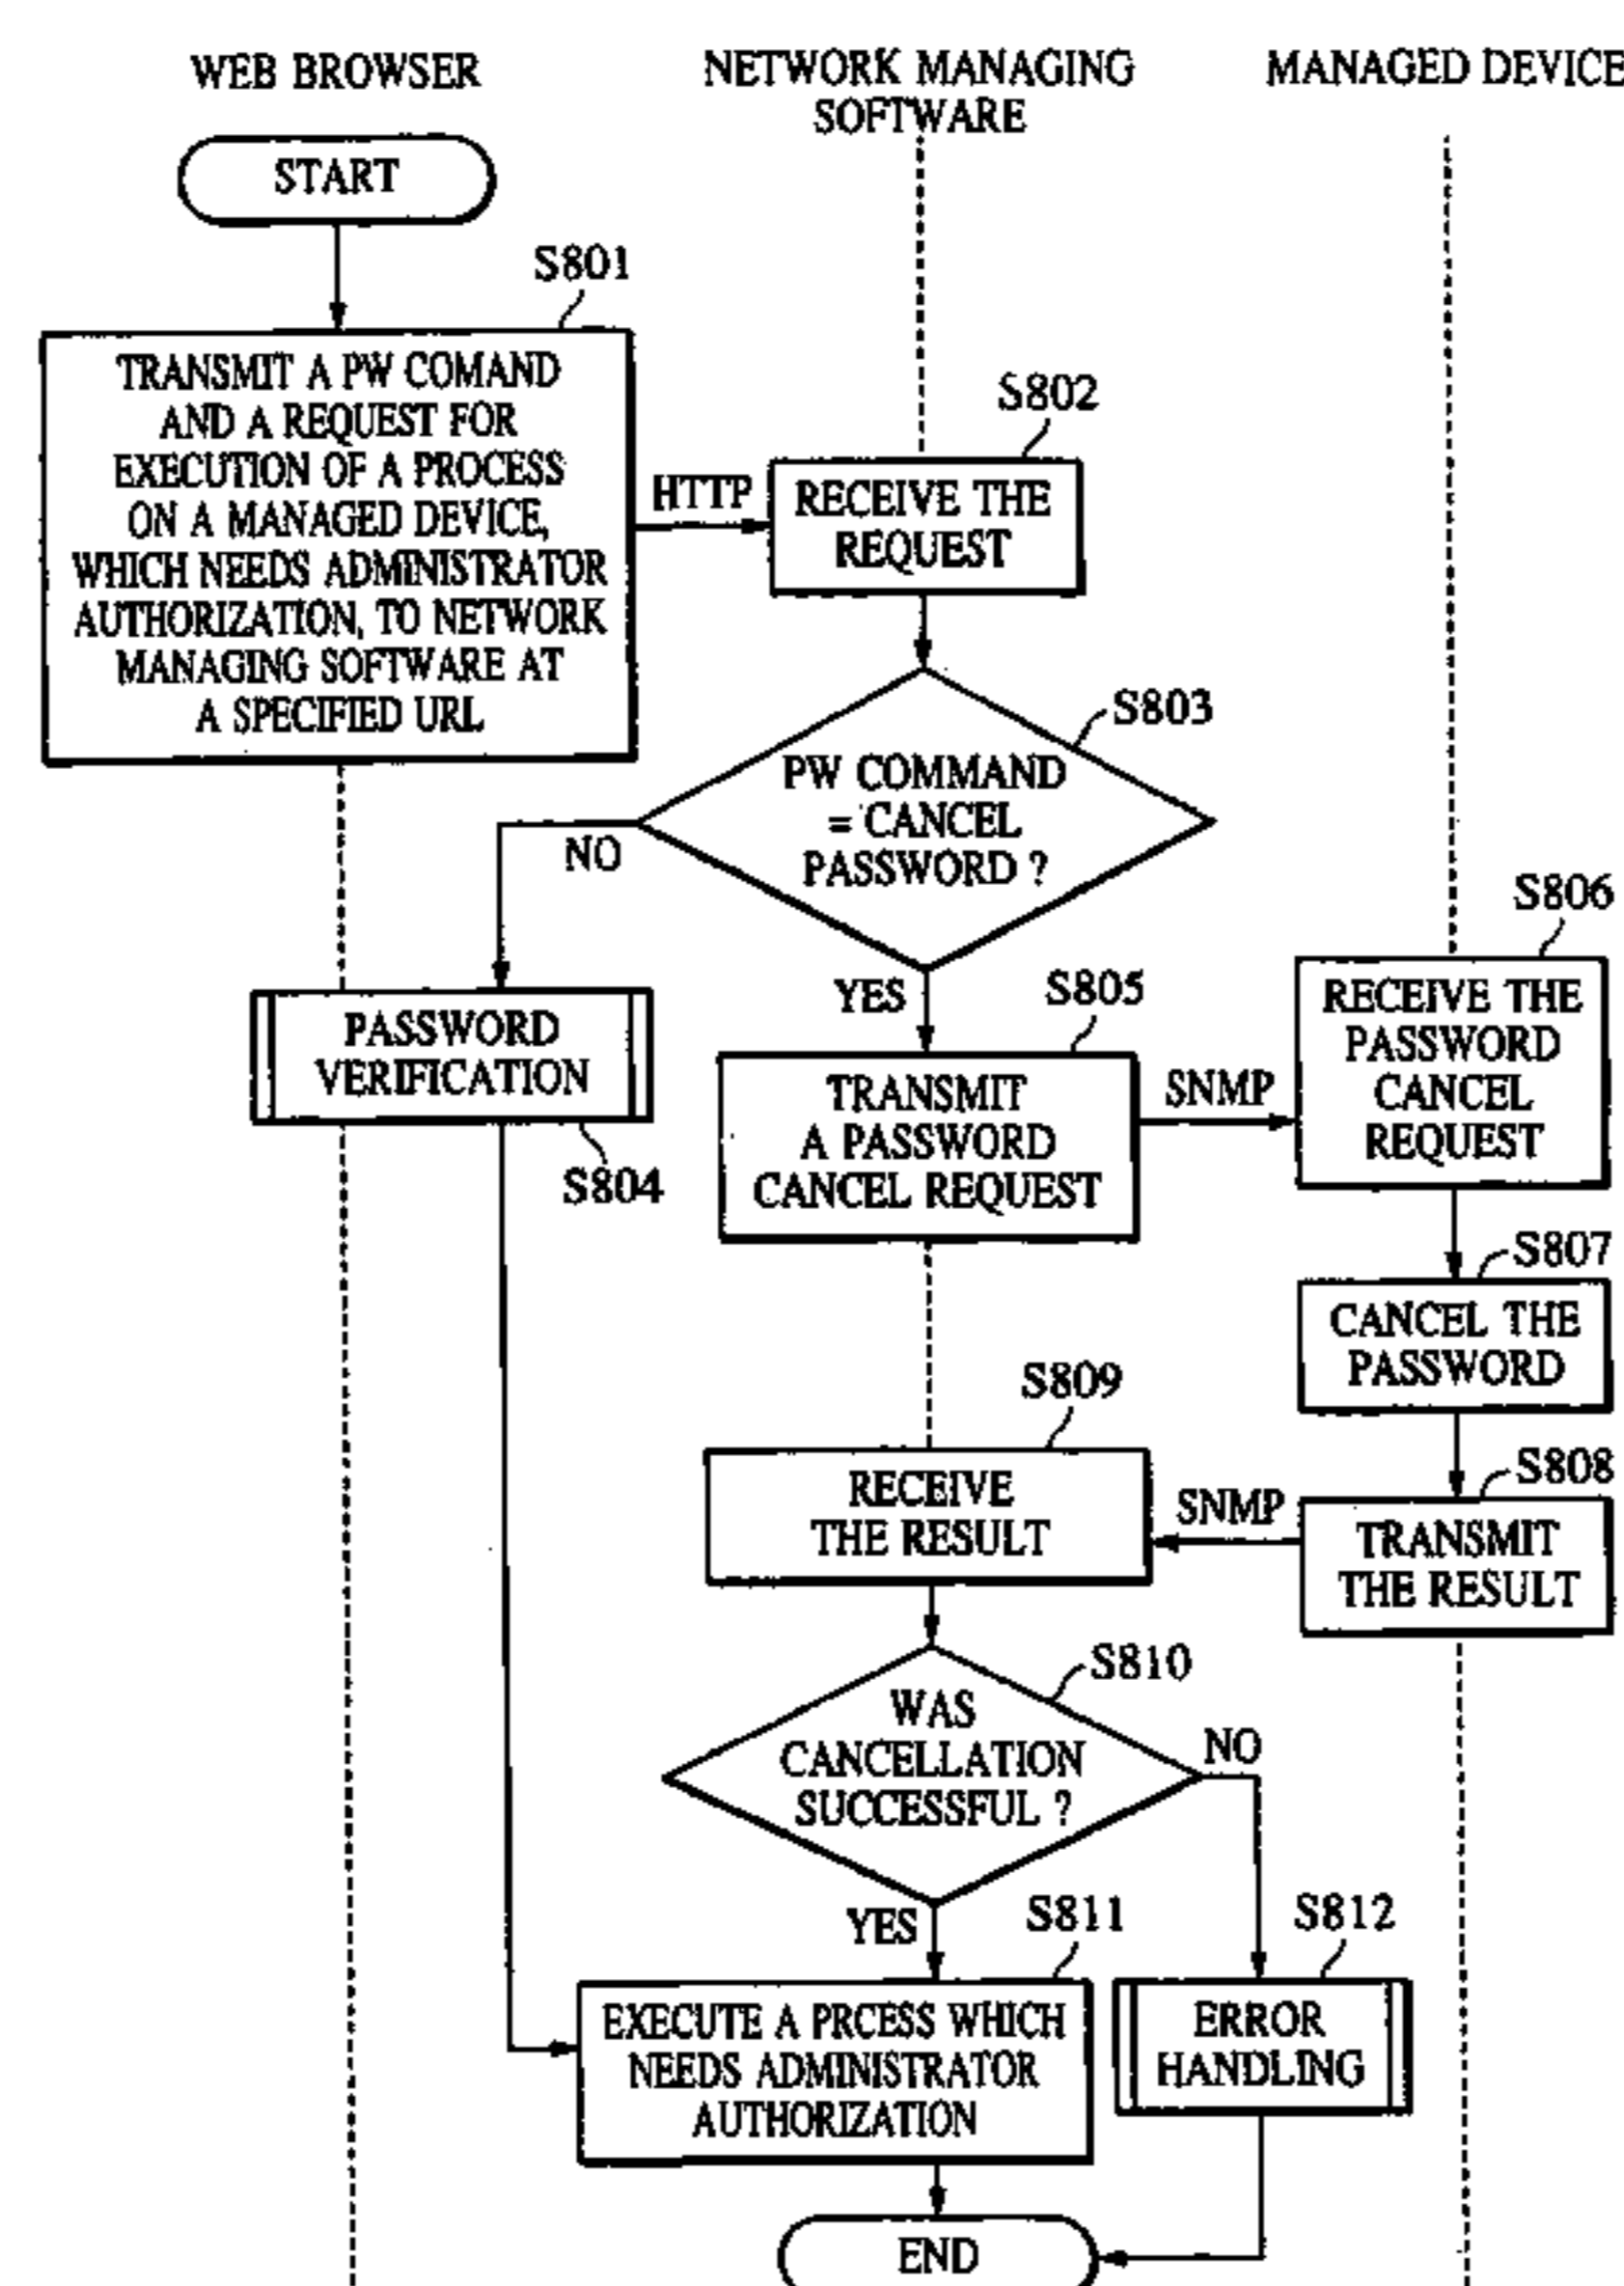 WEB BROWSER
NETWORK MANAGING
SOFTWARE
MANAGED DEVICE
START
S801
TRANSMIT A PW COMAND
AND A REQUEST FOR
EXECUTION OF A PROCESS
ON A MANAGED DEVICE,
WHICH NEEDS ADMINISTRATOR
AUTHORIZATION, TO NETWORK
MANAGING SOFTWARE AT
A SPECIFIED URL
HTTP
S802
RECEIVE THE
REQUEST
S803
PW COMMAND
= CANCEL
PASSWORD ?
NO
YES
PASSWORD
VERIFICATION
S804
S805
TRANSMIT
A PASSWORD
CANCEL REQUEST
SNMP
S806
RECEIVE THE
PASSWORD
CANCEL
REQUEST
S807
CANCEL THE
PASSWORD
S808
TRANSMIT
THE RESULT
SNMP
S809
RECEIVE
THE RESULT
S810
WAS
CANCELLATION
SUCCESSFUL ?
NO
YES
S811
EXECUTE A PRCESS WHICH
NEEDS ADMINISTRATOR
AUTHORIZATION
S812
ERROR
HANDLING
END